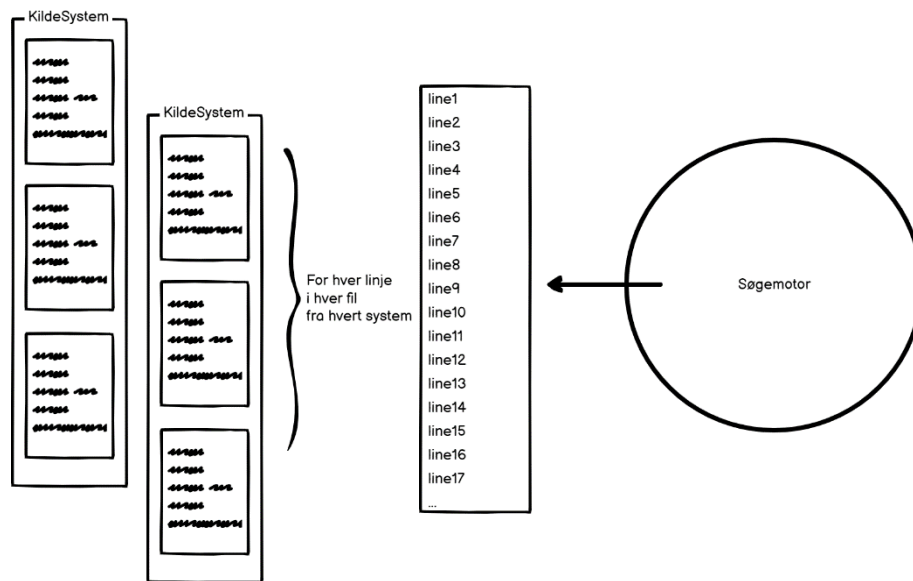 KildeSystem
KildeSystem
For hver linje
i hver fil
fra hvert system
line1
line2
line3
line4
line5
line6
line7
line8
line9
line10
line11
line12
line13
line14
line15
line16
line17
...
Søgemotor